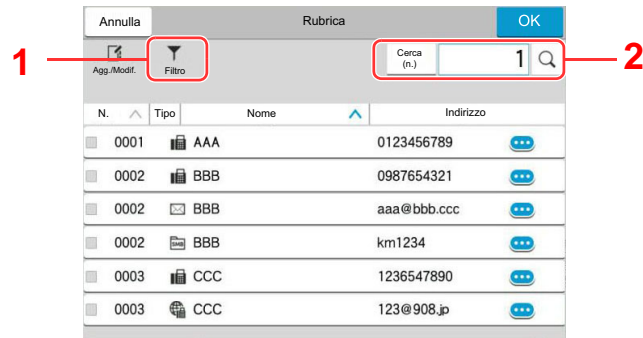 Annulla Rubrica OK
1 Agg./Modif. Filtro Cerca (n.) 1 2
N. Tipo Nome Indirizzo
0001 AAA 0123456789
0002 BBB 0987654321
0002 BBB aaa@bbb.ccc
0002 SMB BBB km1234
0003 CCC 1236547890
0003 CCC 123@908.jp